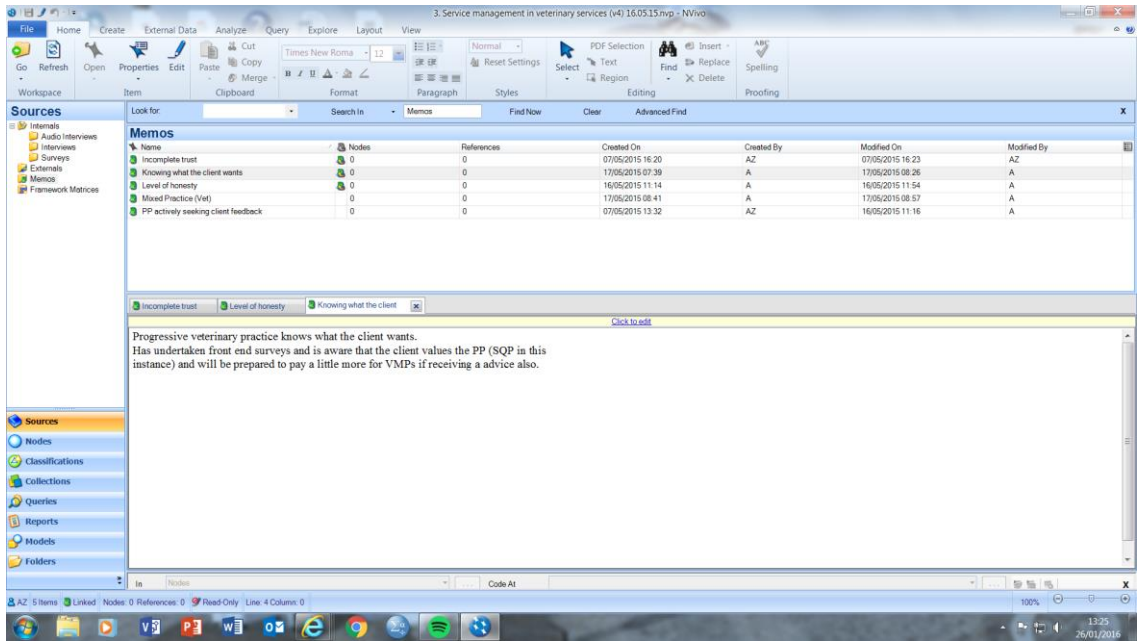 3. Service management in veterinary services (v4) 16.05.15.nvp - NVivo
File Home Create External Data Analyze Query Explore Layout View
Go Refresh Open Properties Edit Paste Cut Copy Merge Times New Roma 12 Normal Reset Settings Select PDF Selection Text Region Find Insert Replace Delete ABC Spelling
Workspace Item Clipboard Format Paragraph Styles Editing Proofing
Sources
Internals
Audio Interviews
Interviews
Surveys
Externals
Memos
Framework Matrices
Look for: Search In Memos Find Now Clear Advanced Find X
Memos
Name Nodes References Created On Created By Modified On Modified By
Incomplete trust 0 0 07/05/2015 16:20 AZ 07/05/2015 16:23 AZ
Knowing what the client wants 0 0 17/05/2015 07:39 A 17/05/2015 08:26 A
Level of honesty 0 0 16/05/2015 11:14 A 16/05/2015 11:54 A
Mixed Practice (Vet) 0 0 17/05/2015 08:41 A 17/05/2015 08:57 A
PP actively seeking client feedback 0 0 07/05/2015 13:32 AZ 16/05/2015 11:16 A
Incomplete trust Level of honesty Knowing what the client
Click to edit
Progressive veterinary practice knows what the client wants.
Has undertaken front end surveys and is aware that the client values the PP (SQP in this
instance) and will be prepared to pay a little more for VMPs if receiving a advice also.
Sources
Nodes
Classifications
Collections
Queries
Reports
Models
Folders
In Nodes ... Code At ... X
AZ 5 Items Linked Nodes: 0 References: 0 Read-Only Line: 4 Column: 0 100%
13:25
26/01/2016